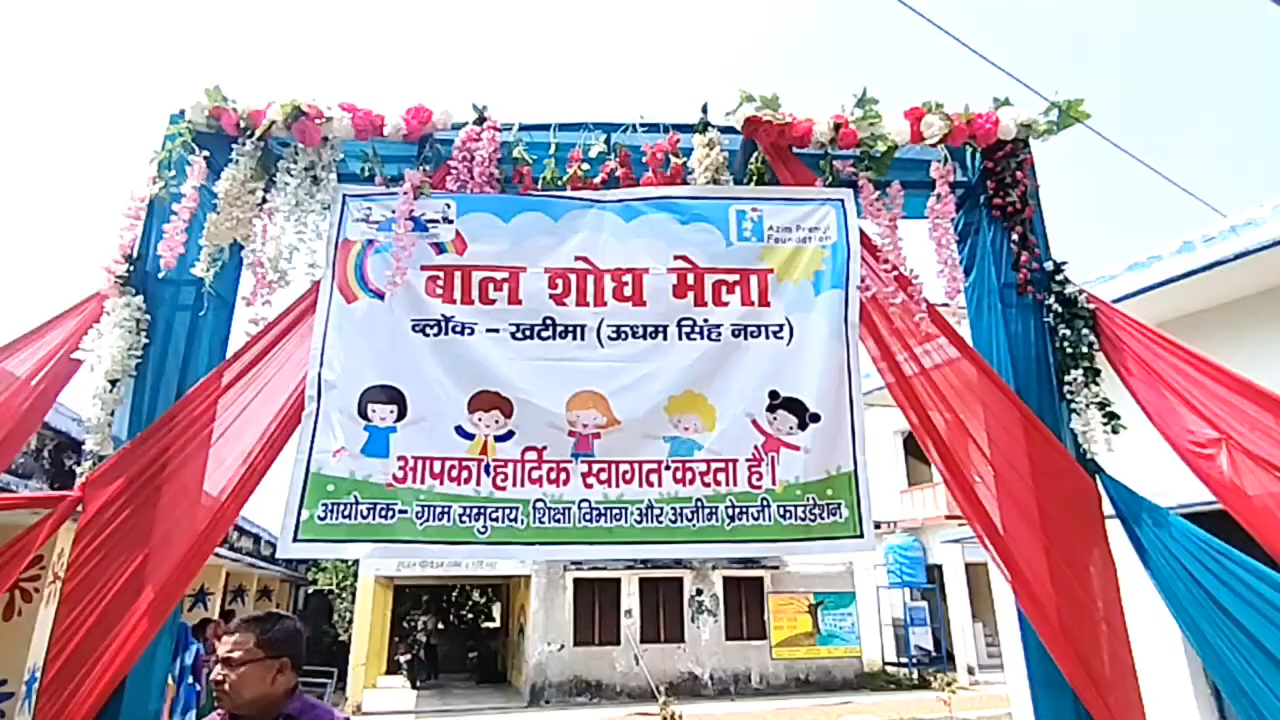 Azim Premji
Foundation
बाल शोध मेला
ब्लॉक – खटीमा (ऊधम सिंह नगर)
आपका हार्दिक स्वागत करता है।
आयोजक– ग्राम समुदाय, शिक्षा विभाग और अज़ीम प्रेमजी फाउंडेशन